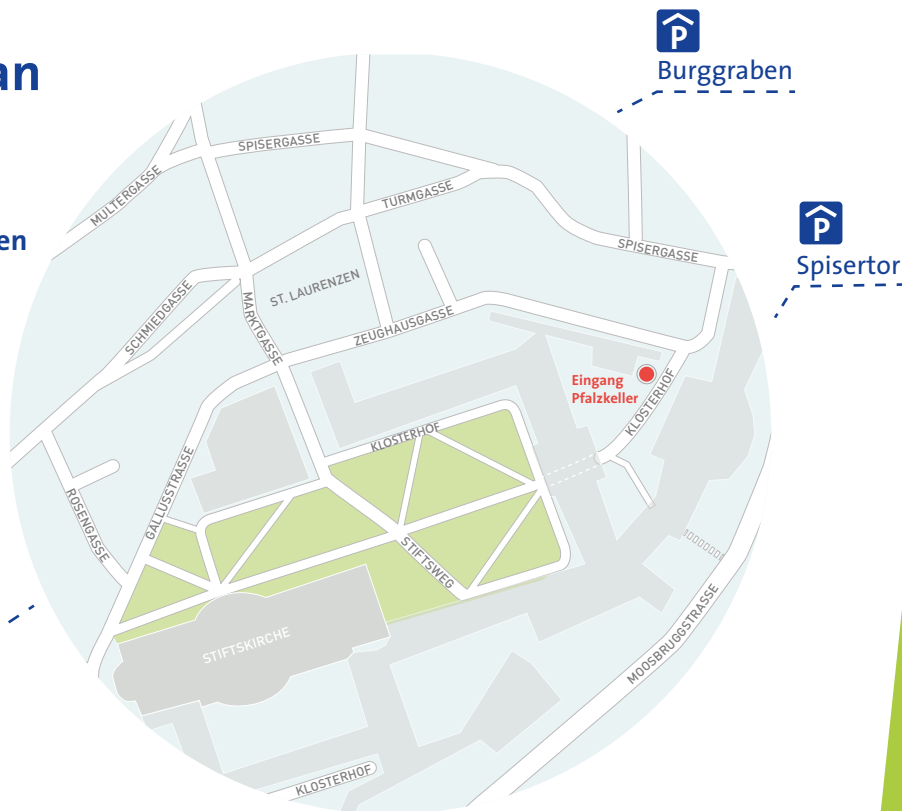 an
en
P
Burggraben
P
Spisertor
SPISERGASSE
MULTERGASSE
TURMGASSE
SPISERGASSE
ST. LAURENZEN
SCHMIEDGASSE
MARKTGASSE
ZEUGHAUSGASSE
Eingang
Pfalzkeller
KLOSTERHOF
KLOSTERHOF
GALLUSSTRASSE
ROSENGASSE
STIFTSWEG
STIFTSKIRCHE
MOOSBRUGGSTRASSE
KLOSTERHOF